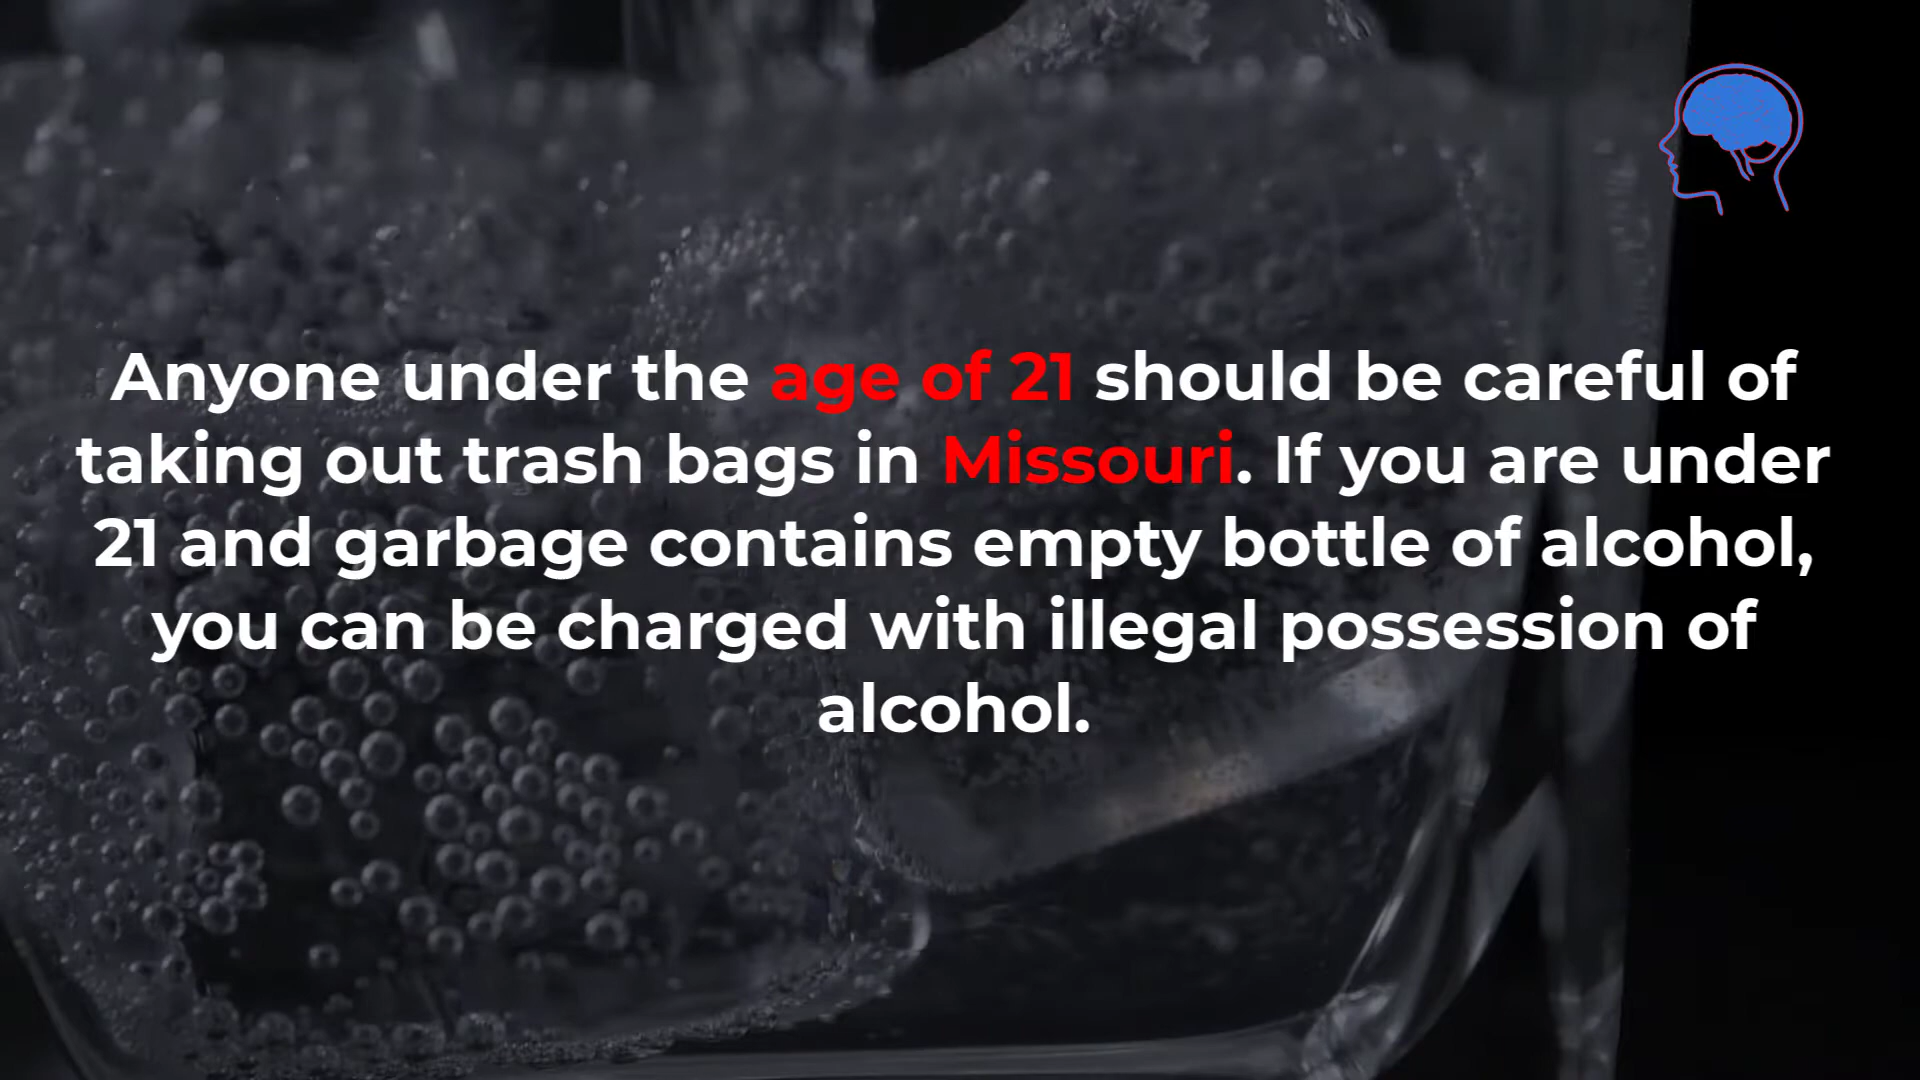 Anyone under the age of 21 should be careful of
taking out trash bags in Missouri. If you are under
21 and garbage contains empty bottle of alcohol,
you can be charged with illegal possession of
alcohol.